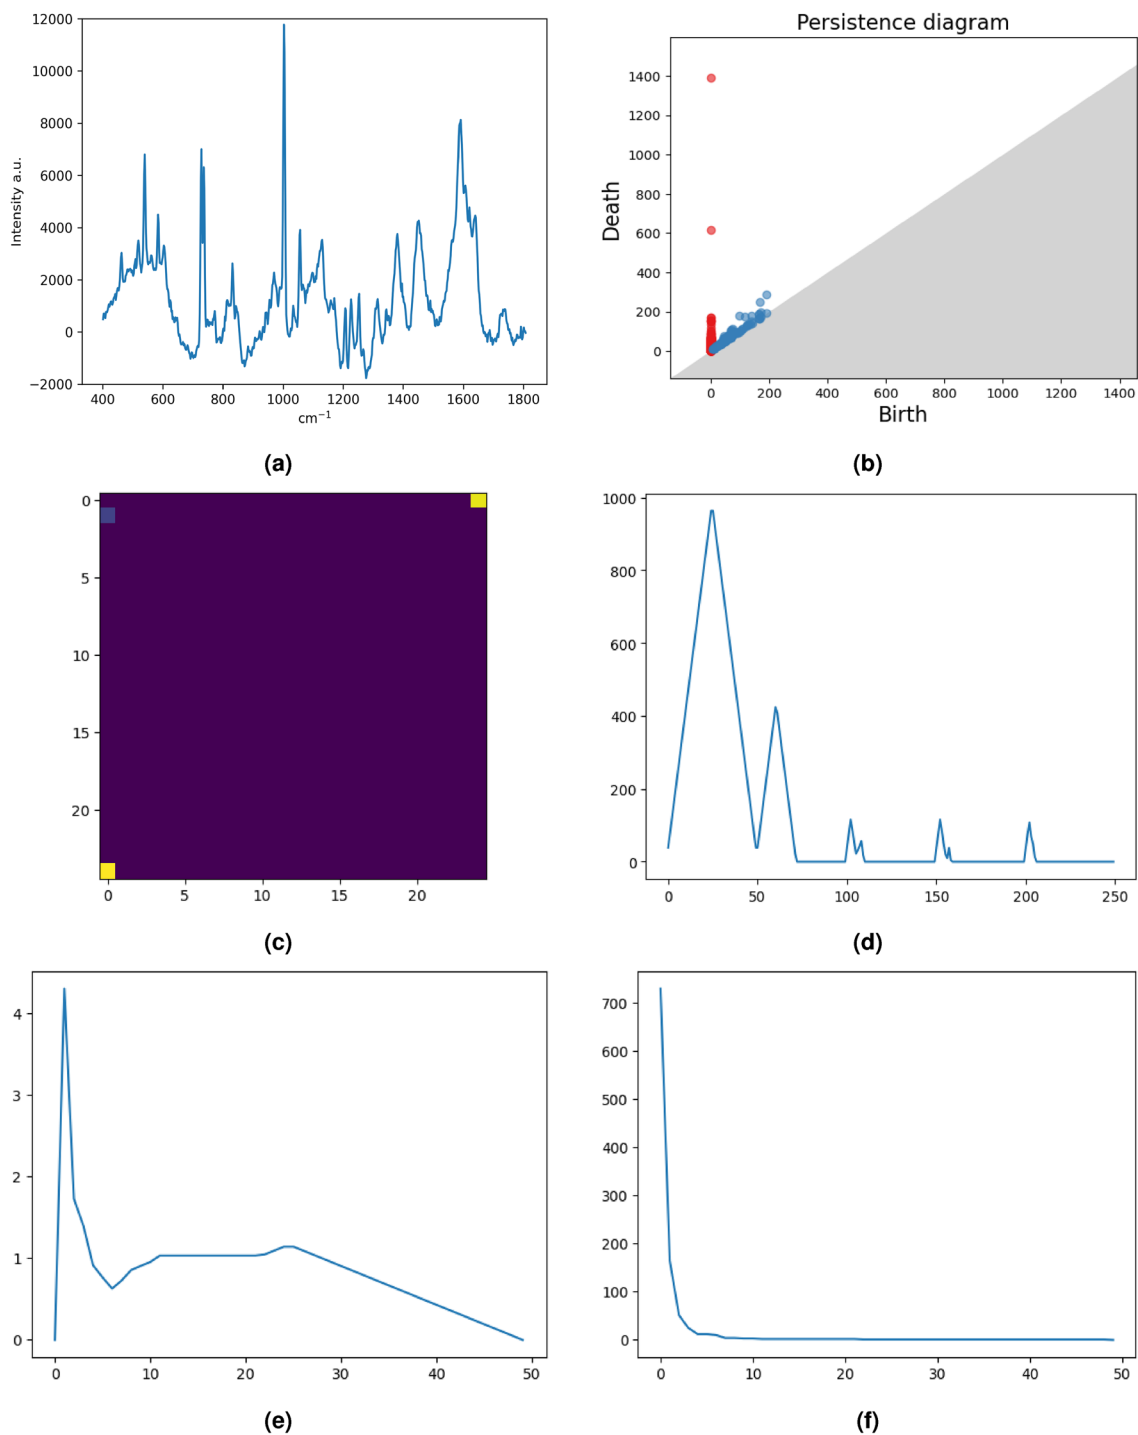 12000
10000
8000
6000
4000
2000
0
−2000
Intensity a.u.
400 600 800 1000 1200 1400 1600 1800
cm⁻¹
(a)
Persistence diagram
1400
1200
1000
800
600
400
200
0
Death
0 200 400 600 800 1000 1200 1400
Birth
(b)
0
5
10
15
20
0 5 10 15 20
(c)
1000
800
600
400
200
0
0 50 100 150 200 250
(d)
4
3
2
1
0
0 10 20 30 40 50
(e)
700
600
500
400
300
200
100
0
0 10 20 30 40 50
(f)